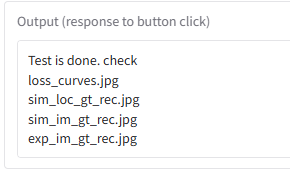 Output (response to button click)
Test is done. check
loss_curves.jpg
sim_loc_gt_rec.jpg
sim_im_gt_rec.jpg
exp_im_gt_rec.jpg